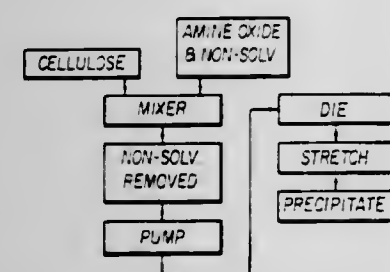 CELLULOSE
AMINE OXIDE
& NON-SOLV
MIXER
NON-SOLV.
REMOVED
PUMP
DIE
STRETCH
PRECIPITATE